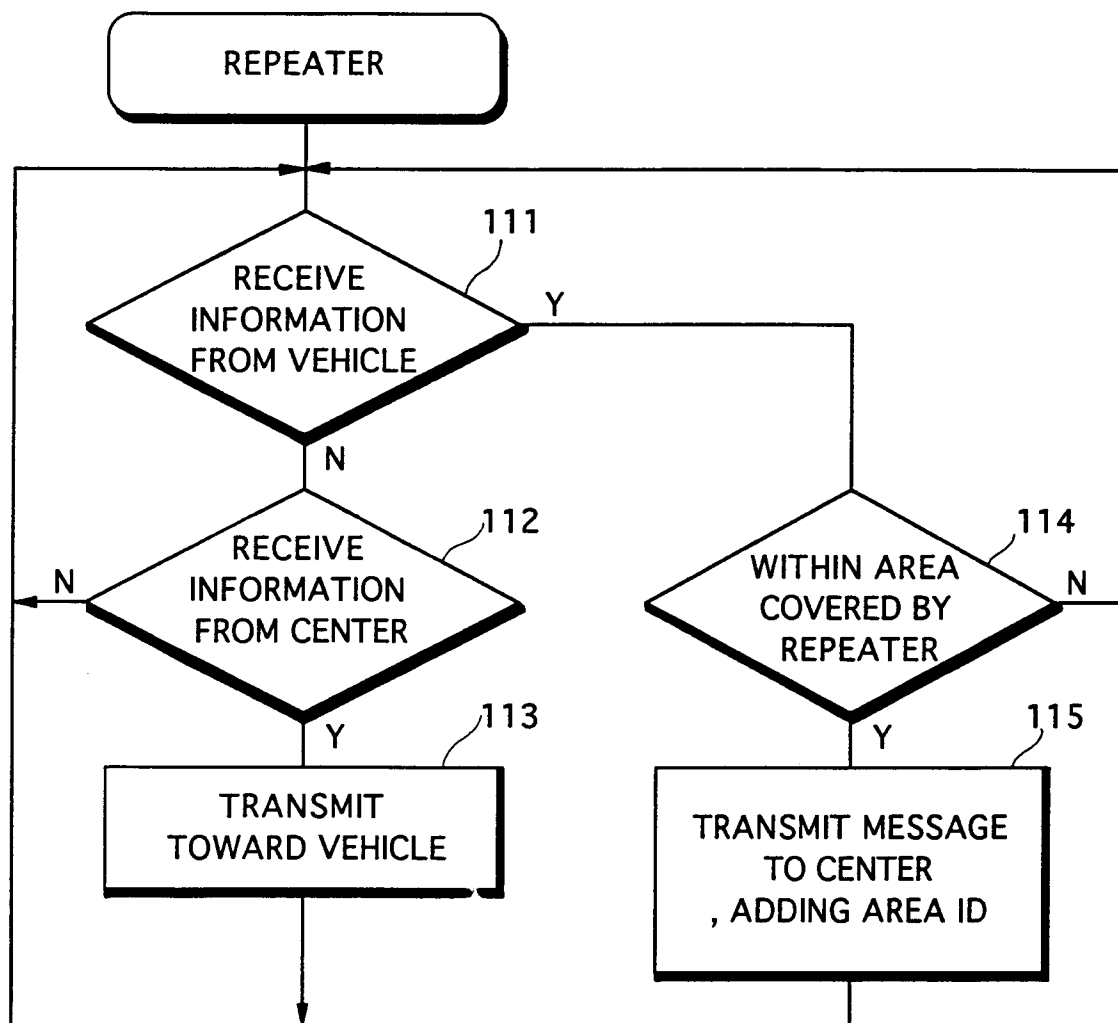 REPEATER
111
RECEIVE
INFORMATION
FROM VEHICLE
Y
N
112
RECEIVE
INFORMATION
FROM CENTER
N
Y
113
TRANSMIT
TOWARD VEHICLE
114
WITHIN AREA
COVERED BY
REPEATER
N
Y
115
TRANSMIT MESSAGE
TO CENTER
, ADDING AREA ID